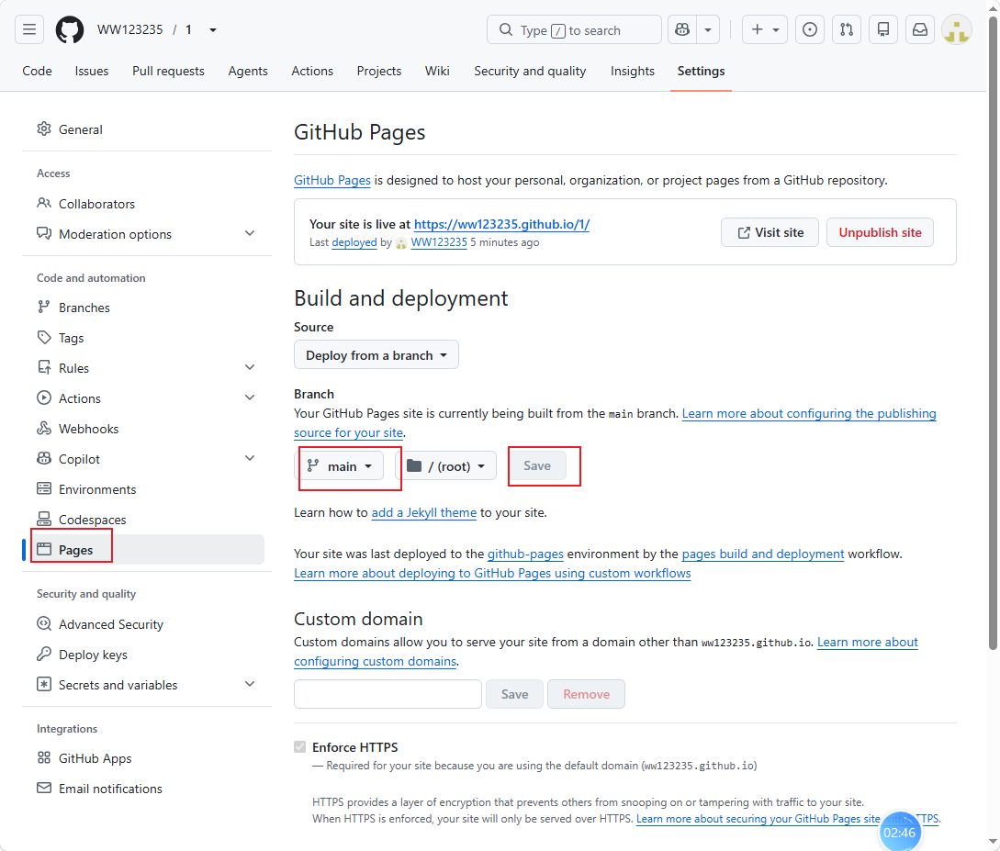 WW123235 / 1
Type / to search
Code Issues Pull requests Agents Actions Projects Wiki Security and quality Insights Settings
General
Access
Collaborators
Moderation options
Code and automation
Branches
Tags
Rules
Actions
Webhooks
Copilot
Environments
Codespaces
Pages
Security and quality
Advanced Security
Deploy keys
Secrets and variables
Integrations
GitHub Apps
Email notifications
GitHub Pages
GitHub Pages is designed to host your personal, organization, or project pages from a GitHub repository.
Your site is live at https://ww123235.github.io/1/
Last deployed by WW123235 5 minutes ago
Visit site
Unpublish site
Build and deployment
Source
Deploy from a branch
Branch
Your GitHub Pages site is currently being built from the main branch. Learn more about configuring the publishing
source for your site.
main
/ (root)
Save
Learn how to add a Jekyll theme to your site.
Your site was last deployed to the github-pages environment by the pages build and deployment workflow.
Learn more about deploying to GitHub Pages using custom workflows
Custom domain
Custom domains allow you to serve your site from a domain other than ww123235.github.io. Learn more about
configuring custom domains.
Save
Remove
Enforce HTTPS
— Required for your site because you are using the default domain (ww123235.github.io)
HTTPS provides a layer of encryption that prevents others from snooping on or tampering with traffic to your site.
When HTTPS is enforced, your site will only be served over HTTPS. Learn more about securing your GitHub Pages site TPS.
02:46